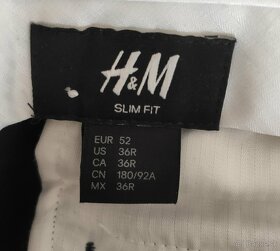 H&M
SLIM FIT
EUR 52
US 36R
CA 36R
CN 180/92A
MX 36R